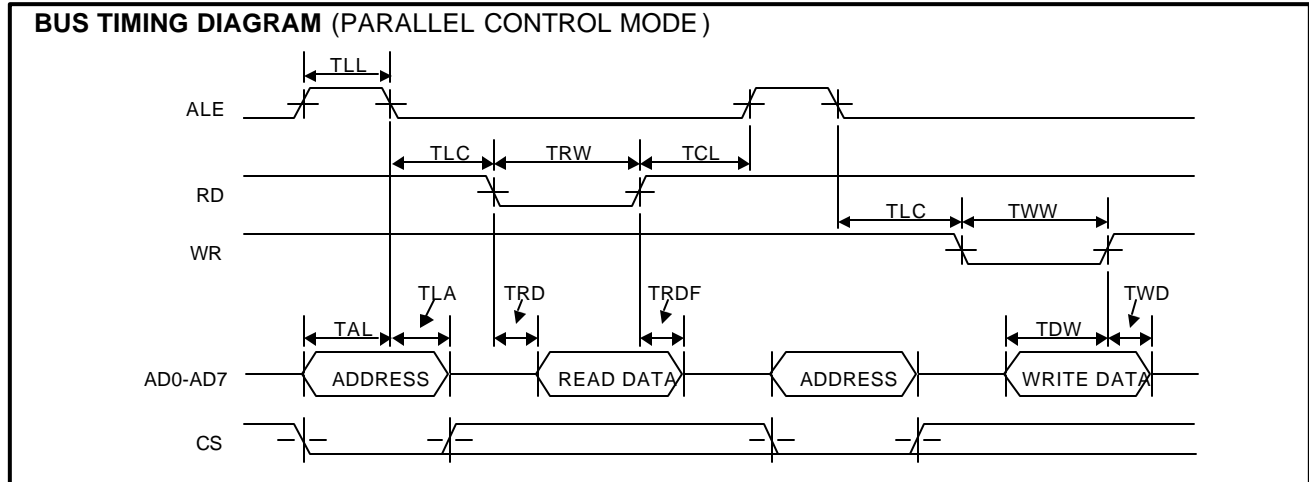 BUS TIMING DIAGRAM (PARALLEL CONTROL MODE)
TLL
ALE
TLC TRW TCL
RD
TLC TWW
WR
TLA TRD TRDF TWD
TAL TDW
AD0-AD7 ADDRESS READ DATA ADDRESS WRITE DATA
CS